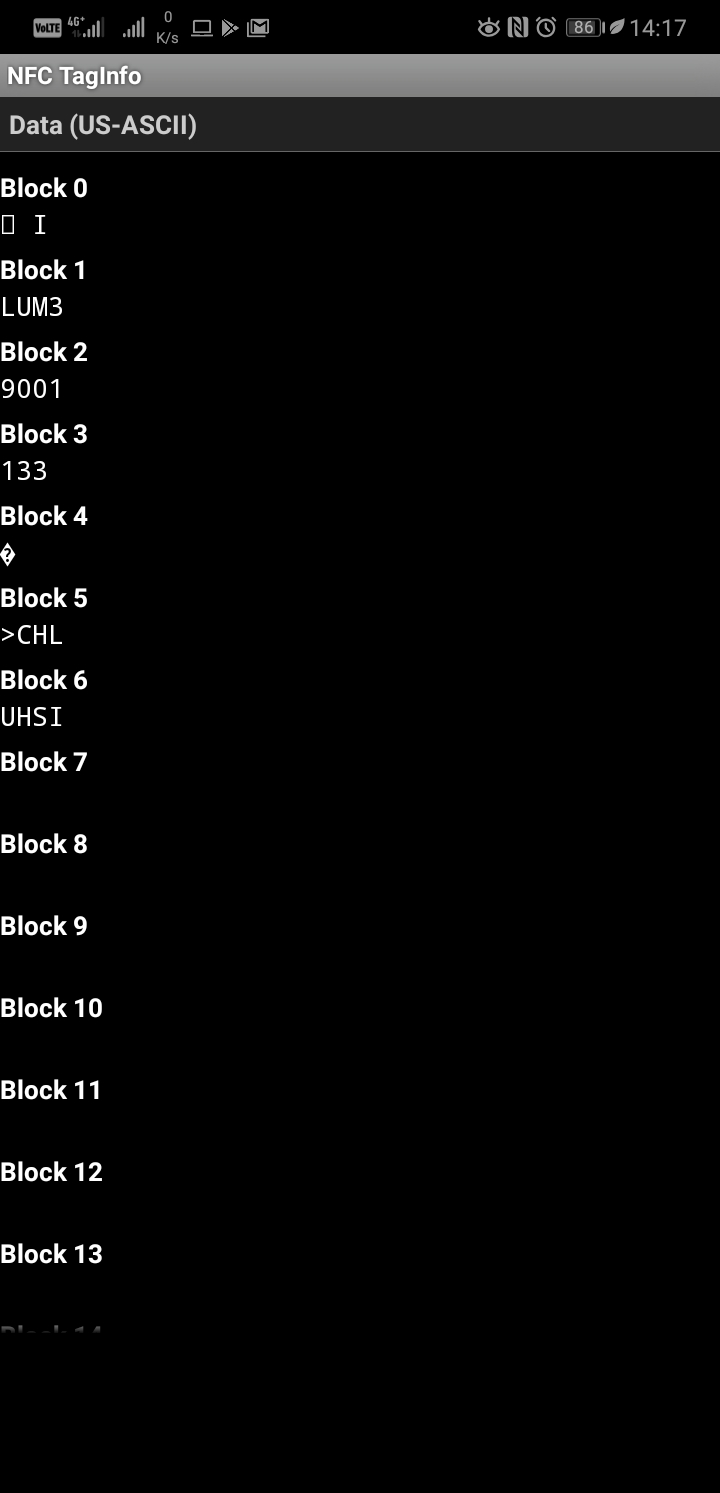 VoLTE 4G+ 0 K/s 86 14:17
NFC TagInfo
Data (US-ASCII)
Block 0
▯ I
Block 1
LUM3
Block 2
9001
Block 3
133
Block 4
�
Block 5
>CHL
Block 6
UHSI
Block 7
Block 8
Block 9
Block 10
Block 11
Block 12
Block 13
Block 14